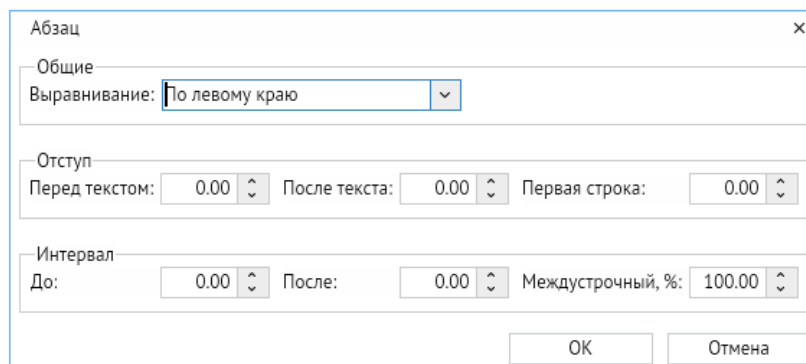 Абзац
Общие
Выравнивание: По левому краю
Отступ
Перед текстом: 0.00 После текста: 0.00 Первая строка: 0.00
Интервал
До: 0.00 После: 0.00 Междустрочный, %: 100.00
ОК Отмена